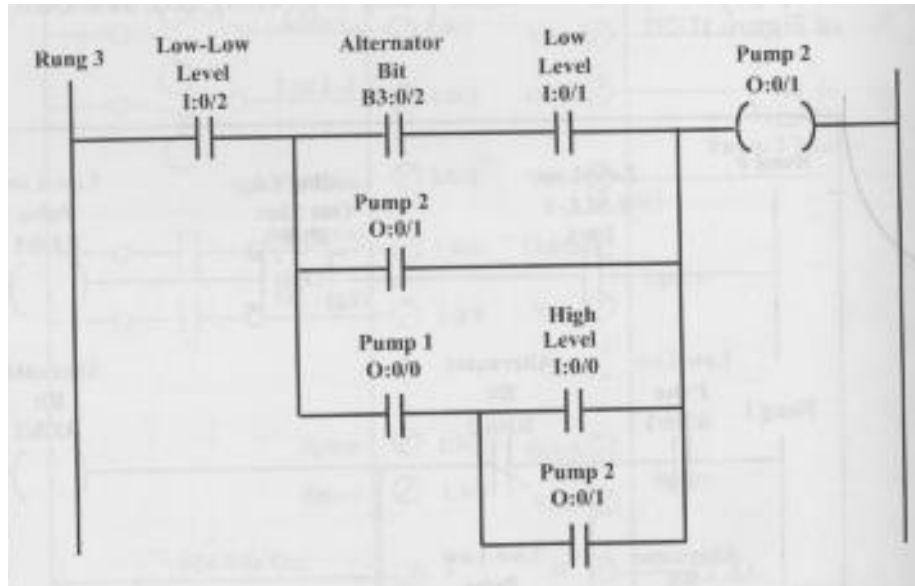 Rung 3
Low-Low
Level
I:0/2
Alternator
Bit
B3:0/2
Low
Level
I:0/1
Pump 2
O:0/1
Pump 2
O:0/1
Pump 1
O:0/0
High
Level
I:0/0
Pump 2
O:0/1